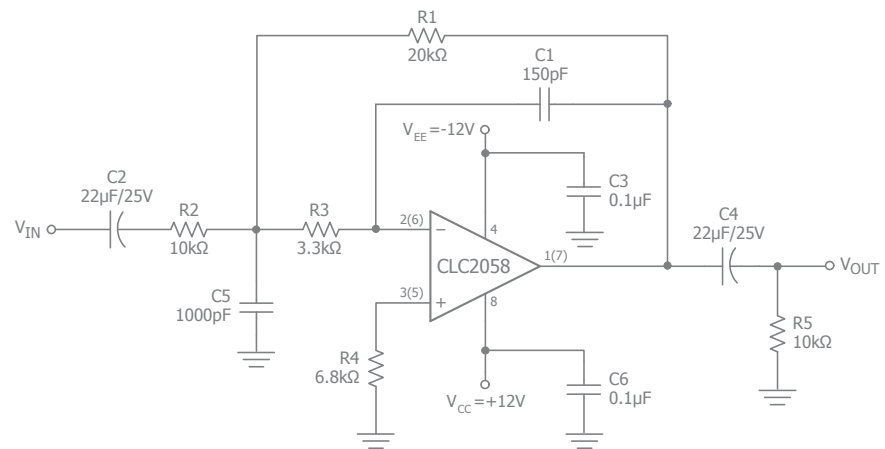 R1
20kΩ
C1
150pF
V_EE =-12V
C2
22µF/25V
C3
0.1µF
C4
22µF/25V
V_IN
R2
10kΩ
R3
3.3kΩ
2(6)
−
4
CLC2058
1(7)
V_OUT
C5
1000pF
3(5)
+
8
R5
10kΩ
R4
6.8kΩ
V_CC =+12V
C6
0.1µF